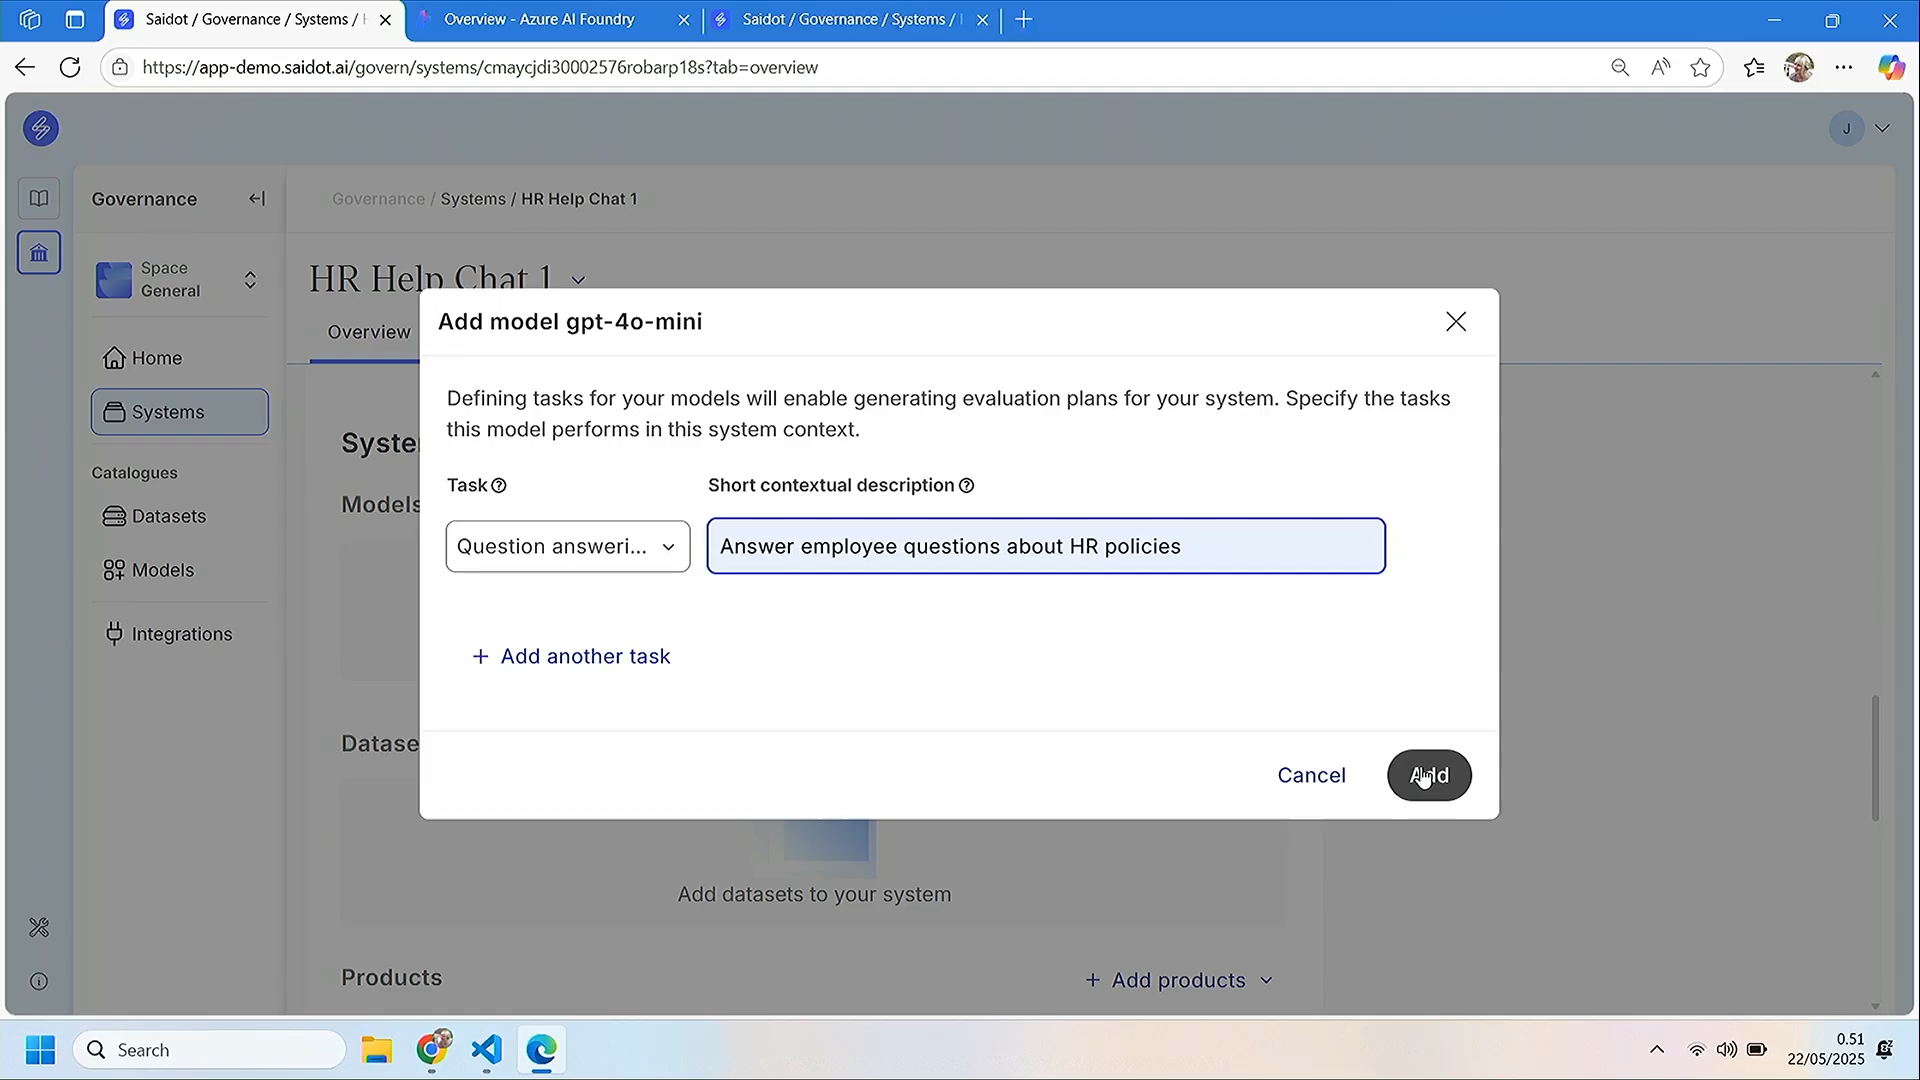 Saidot / Governance / Systems / H
Overview - Azure AI Foundry
Saidot / Governance / Systems /
https://app-demo.saidot.ai/govern/systems/cmaycjdi30002576robarp18s?tab=overview
J
Governance
Governance / Systems / HR Help Chat 1
Space
General
HR Help Chat 1
Overview
Add model gpt-4o-mini
Home
Systems
Defining tasks for your models will enable generating evaluation plans for your system. Specify the tasks
this model performs in this system context.
Syste
Catalogues
Task
Short contextual description
Models
Datasets
Question answeri...
Answer employee questions about HR policies
Models
Integrations
+ Add another task
Datase
Cancel
Add
Add datasets to your system
Products
+ Add products
Search
0.51
22/05/2025